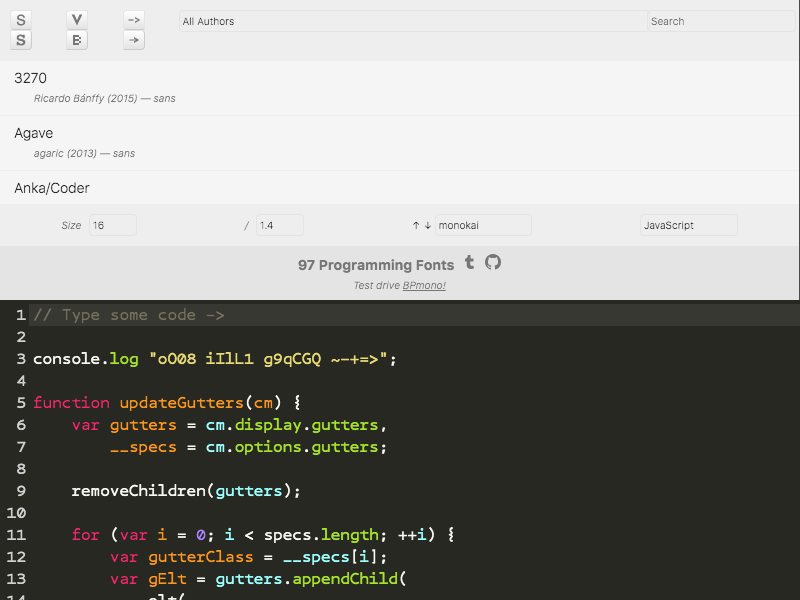 S V -> All Authors Search
S B ->
3270
Ricardo Bánffy (2015) — sans
Agave
agaric (2013) — sans
Anka/Coder
Size 16 / 1.4 ↑ ↓ monokai JavaScript
97 Programming Fonts t
Test drive BPmono!
1 // Type some code ->
2
3 console.log "oO08 iIlL1 g9qCGQ ~-+=>";
4
5 function updateGutters(cm) {
6 var gutters = cm.display.gutters,
7 __specs = cm.options.gutters;
8
9 removeChildren(gutters);
10
11 for (var i = 0; i < specs.length; ++i) {
12 var gutterClass = __specs[i];
13 var gElt = gutters.appendChild(
14 elt(